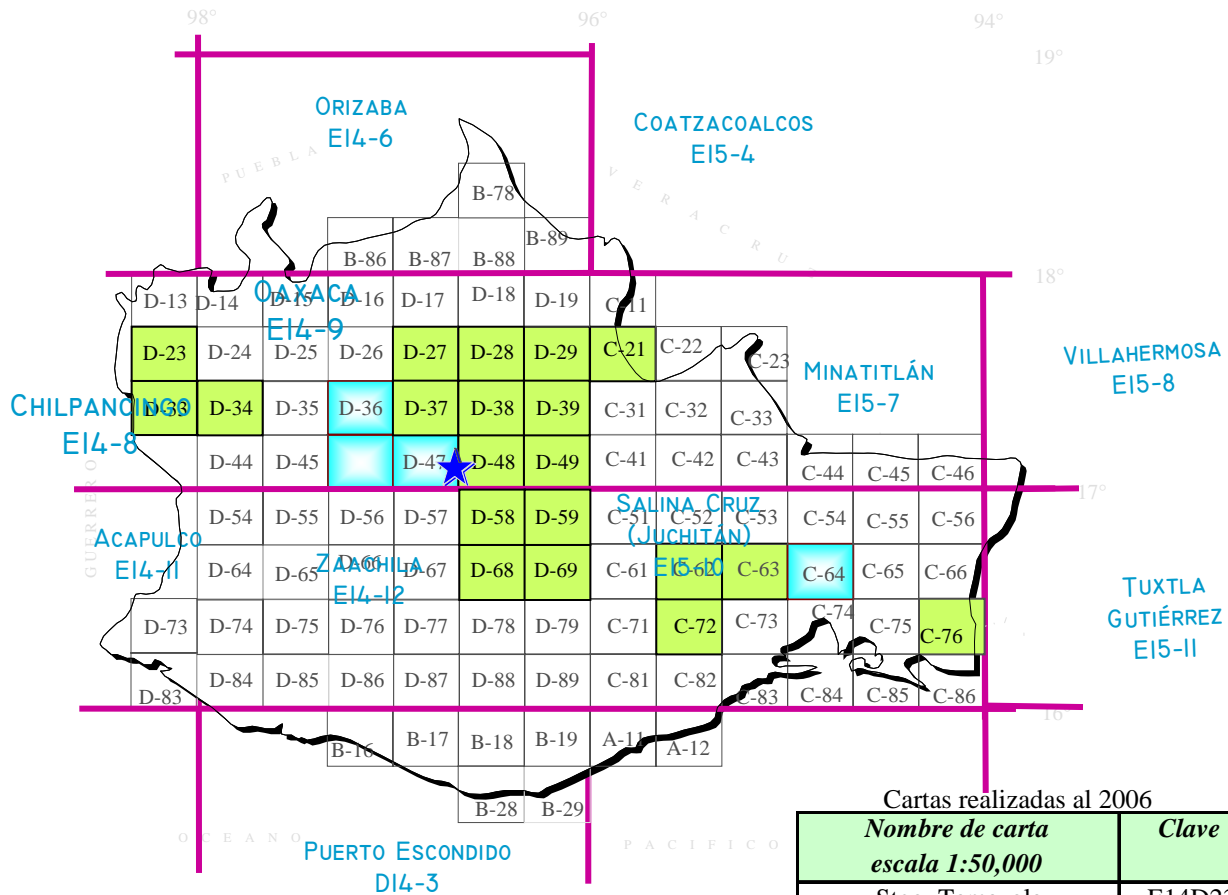 98°
96°
94°
19°
ORIZABA
E14-6
COATZACOALCOS
E15-4
PUEBLA
VERACRUZ
B-78
B-89
B-86 B-87 B-88
18°
D-13 D-14 D-15 D-16 D-17 D-18 D-19 C-11
OAXACA
E14-9
D-23 D-24 D-25 D-26 D-27 D-28 D-29 C-21 C-22 C-23
MINATITLÁN
E15-7
VILLAHERMOSA
E15-8
CHILPANCINGO
E14-8
D-33 D-34 D-35 D-36 D-37 D-38 D-39 C-31 C-32 C-33
D-44 D-45 D-47 D-48 D-49 C-41 C-42 C-43 C-44 C-45 C-46
17°
GUERRERO
SALINA CRUZ
(JUCHITÁN)
E15-10
D-54 D-55 D-56 D-57 D-58 D-59 C-51 C-52 C-53 C-54 C-55 C-56
ACAPULCO
E14-11
ZAACHILA
E14-12
D-64 D-65 D-66 D-67 D-68 D-69 C-61 C-62 C-63 C-64 C-65 C-66
TUXTLA
GUTIÉRREZ
E15-11
D-73 D-74 D-75 D-76 D-77 D-78 D-79 C-71 C-72 C-73 C-74 C-75 C-76
D-83 D-84 D-85 D-86 D-87 D-88 D-89 C-81 C-82 C-83 C-84 C-85 C-86
16°
B-16 B-17 B-18 B-19 A-11 A-12
B-28 B-29
OCEANO PACIFICO
PUERTO ESCONDIDO
D14-3
Cartas realizadas al 2006
Nombre de carta Clave
escala 1:50,000